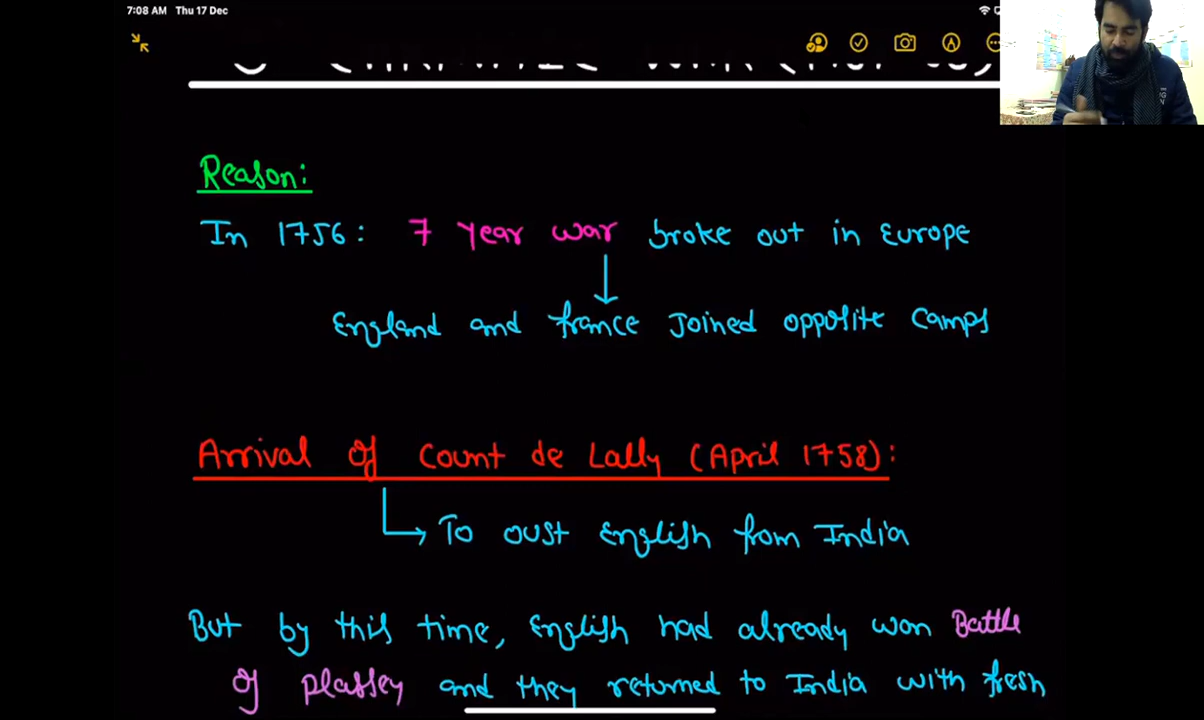 7:08 AM Thu 17 Dec
Reason:
In 1756: 7 year war broke out in Europe
England and france Joined opposite camps
Arrival of Count de Lally (April 1758):
To oust English from India
But by this time, English had already won Battle
of plassey and they returned to India with fresh